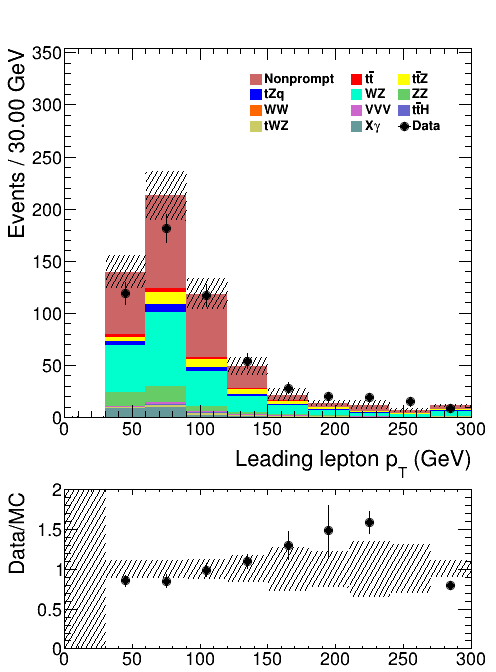 Events / 30.00 GeV
350
300
250
200
150
100
50
0
Nonprompt tt̄ tt̄Z
tZq WZ ZZ
WW VVV tt̄H
tWZ Xγ Data
0 50 100 150 200 250 300
Leading lepton p_T (GeV)
Data/MC
2
1.5
1
0.5
0
0 50 100 150 200 250 300